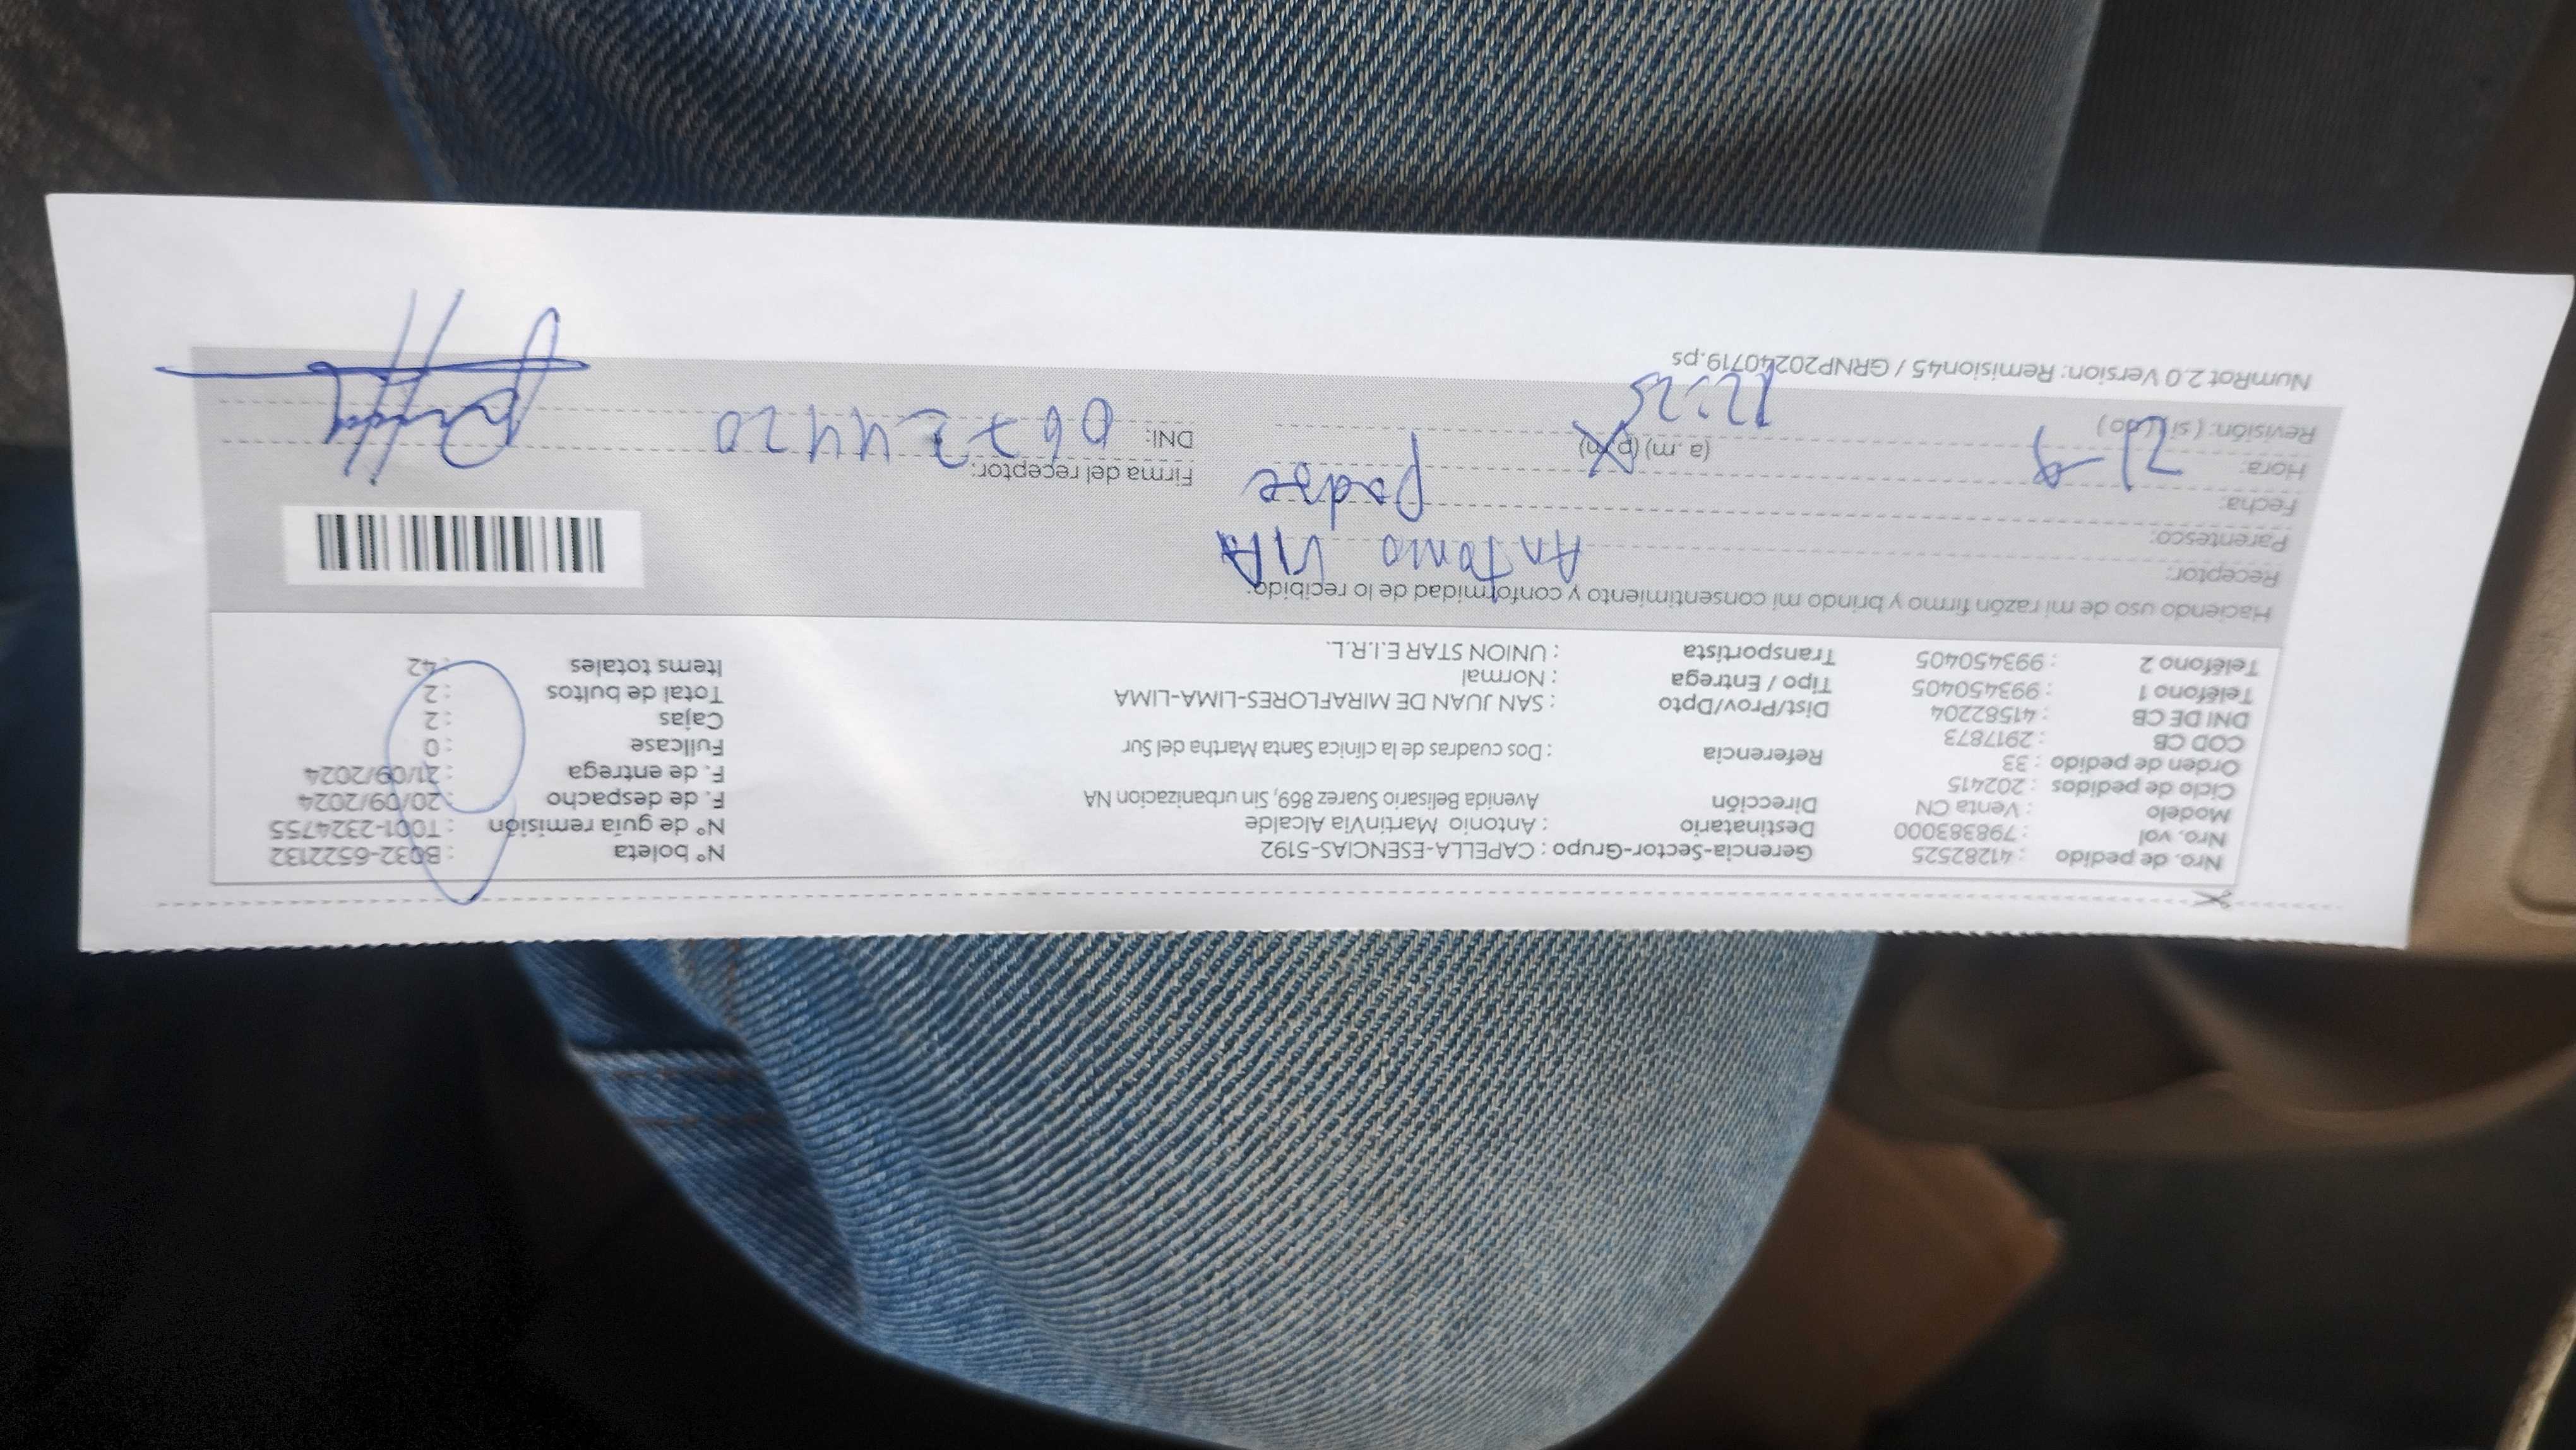 Nro. de pedido : 41282525 Gerencia-Sector-Grupo : CAPELLA-ESENCIAS-5192 N° boleta : B032-6522132
Nro. vol : 798383000 Destinatario : Antonio MartinVia Alcalde N° de guía remisión : T001-2324755
Modelo : Venta CN Dirección Avenida Belisario Suarez 869, Sin urbanizacion NA F. de despacho : 20/09/2024
Ciclo de pedidos : 202415 F. de entrega : 21/09/2024
Orden de pedido : 33 Referencia : Dos cuadras de la clínica Santa Martha del Sur Fullcase : 0
COD CB : 2917873 Cajas : 2
DNI DE CB : 41582204 Dist/Prov/Dpto : SAN JUAN DE MIRAFLORES-LIMA-LIMA Total de bultos : 2
Teléfono 1 : 993450405 Tipo / Entrega : Normal Items totales : 42
Teléfono 2 : 993450405 Transportista : UNION STAR E.I.R.L.
Haciendo uso de mi razón firmo y brindo mi consentimiento y conformidad de lo recibido:
Receptor: Antonio VIA
Parentesco: padre
Fecha: 21-9
Firma del receptor:
Hora: 12:25 (a. m) (p. m)
DNI: 06724420
Revisión: ( si ) ( no )
NumRot 2.0 Version: Remision45 / GRNP20240719.ps